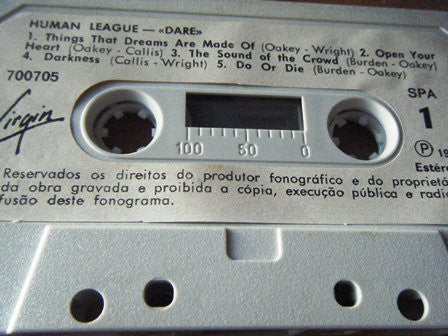 HUMAN LEAGUE — «DARE»
1. Things That Dreams Are Made Of (Oakey - Wright) 2. Open Your
Heart (Oakey - Callis) 3. The Sound of the Crowd (Burden - Oakey)
4. Darkness (Callis - Wright) 5. Do Or Die (Burden - Oakey)
700705
SPA
1
Virgin
100 50 0
Ⓟ 19
Estér
Reservados os direitos do produtor fonográfico e do proprietá
da obra gravada e proibida a cópia, execução pública e radi
fusão deste fonograma.